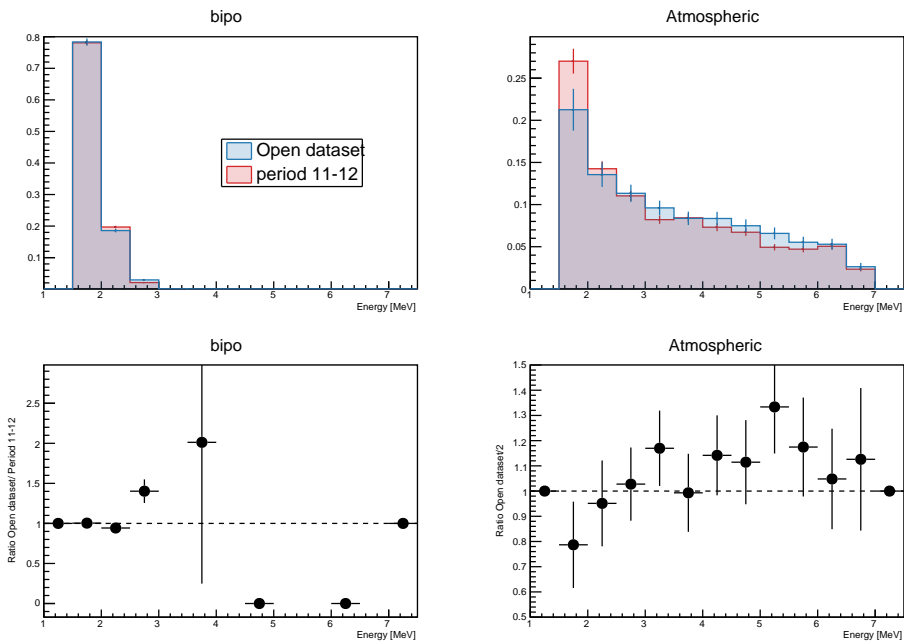 bipo
0.8
0.7
0.6
0.5
0.4
0.3
0.2
0.1
1 2 3 4 5 6 7
Energy [MeV]
Open dataset
period 11-12
Atmospheric
0.25
0.2
0.15
0.1
0.05
0
1 2 3 4 5 6 7
Energy [MeV]
bipo
Ratio Open dataset/ Period 11-12
2.5
2
1.5
1
0.5
0
1 2 3 4 5 6 7
Energy [MeV]
Atmospheric
Ratio Open dataset/2
1.5
1.4
1.3
1.2
1.1
1
0.9
0.8
0.7
0.6
0.5
1 2 3 4 5 6 7
Energy [MeV]